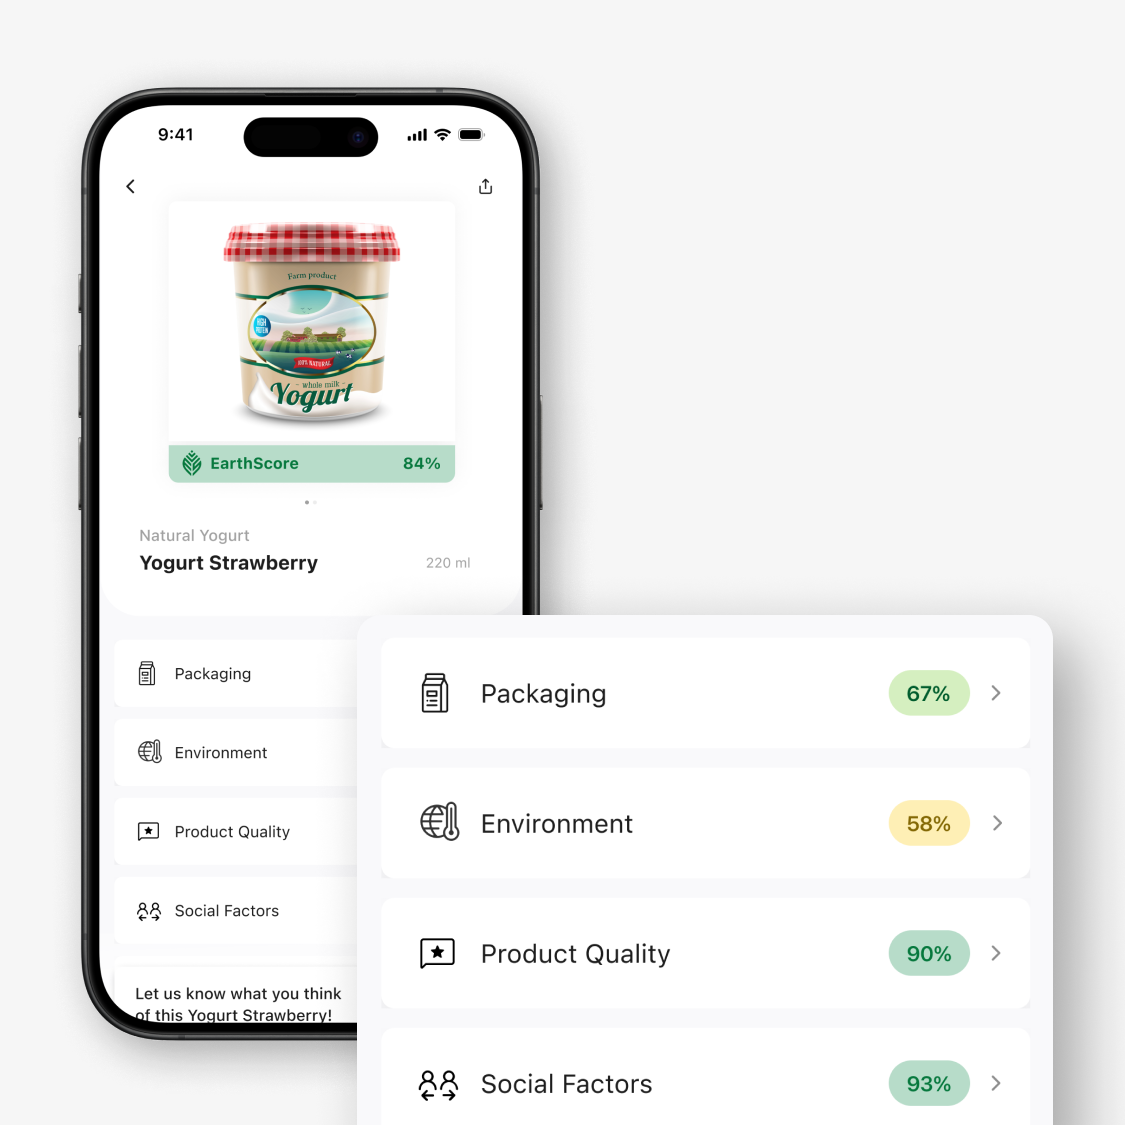 9:41
Farm product
HIGH PROTEIN
100% NATURAL
- whole milk -
Yogurt
EarthScore 84%
Natural Yogurt
Yogurt Strawberry 220 ml
Packaging
Environment
Product Quality
Social Factors
Let us know what you think
of this Yogurt Strawberry!
Packaging 67%
Environment 58%
Product Quality 90%
Social Factors 93%